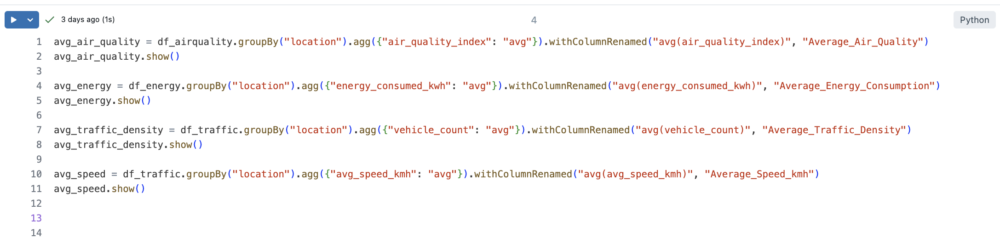 3 days ago (1s)
4
Python
1 avg_air_quality = df_airquality.groupBy("location").agg({"air_quality_index": "avg"}).withColumnRenamed("avg(air_quality_index)", "Average_Air_Quality")
2 avg_air_quality.show()
3
4 avg_energy = df_energy.groupBy("location").agg({"energy_consumed_kwh": "avg"}).withColumnRenamed("avg(energy_consumed_kwh)", "Average_Energy_Consumption")
5 avg_energy.show()
6
7 avg_traffic_density = df_traffic.groupBy("location").agg({"vehicle_count": "avg"}).withColumnRenamed("avg(vehicle_count)", "Average_Traffic_Density")
8 avg_traffic_density.show()
9
10 avg_speed = df_traffic.groupBy("location").agg({"avg_speed_kmh": "avg"}).withColumnRenamed("avg(avg_speed_kmh)", "Average_Speed_kmh")
11 avg_speed.show()
12
13
14